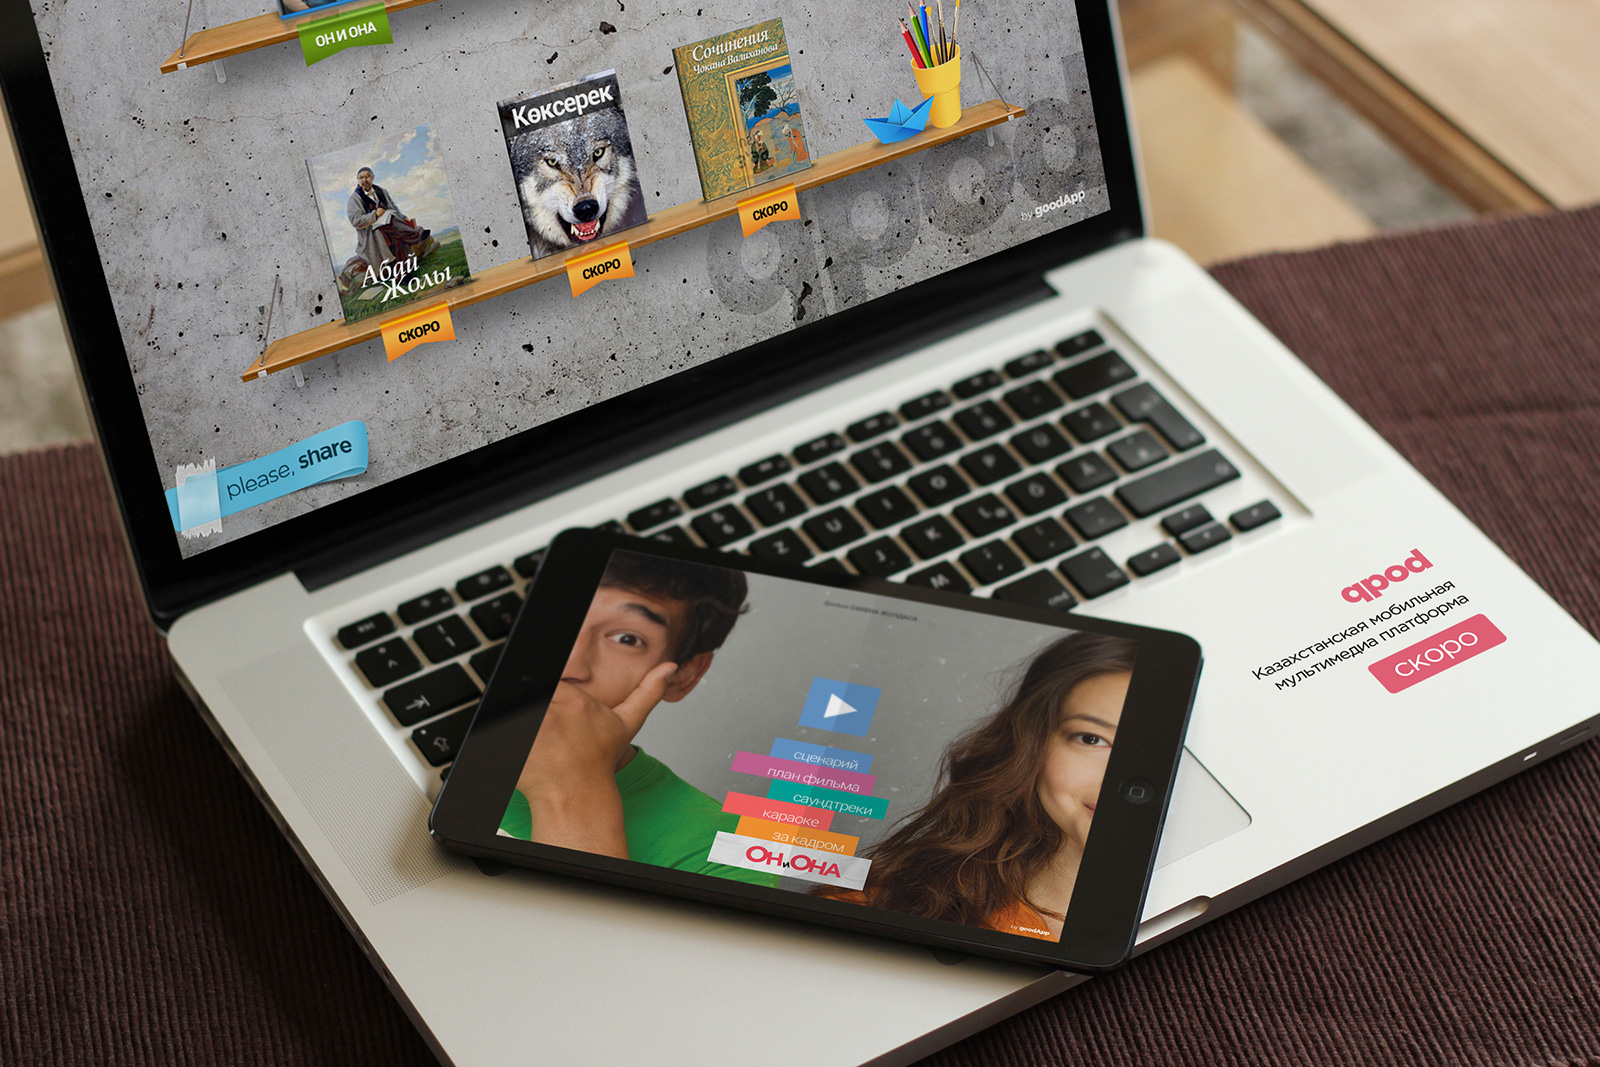 ОН И ОНА
Сочинения
Чокана Валиханова
Көксерек
Абай
Жолы
СКОРО
СКОРО
СКОРО
qpod
by goodApp
please, share
qpod
Казахстанская мобильная
мультимедиа платформа
скоро
сценарий
план фильма
саундтреки
караоке
за кадром
ОН и ОНА
by goodApp